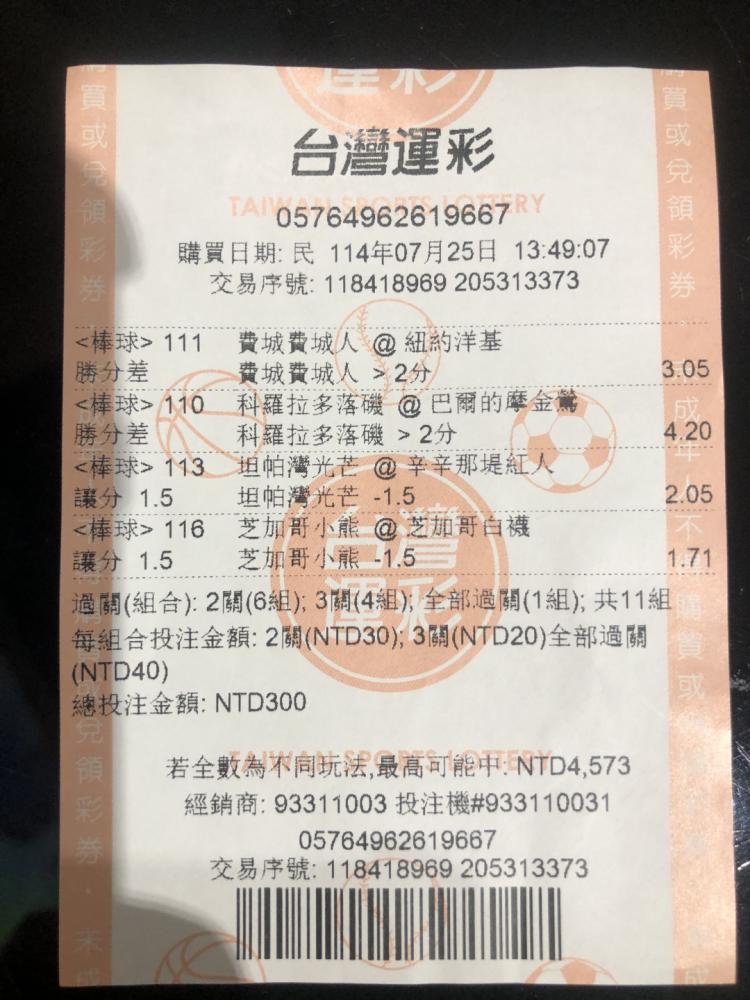 運彩
台灣運彩
TAIWAN SPORTS LOTTERY
05764962619667
購買日期: 民 114年07月25日 13:49:07
交易序號: 118418969 205313373
<棒球> 111 費城費城人 @ 紐約洋基
勝分差 費城費城人 > 2分 3.05
<棒球> 110 科羅拉多落磯 @ 巴爾的摩金鶯
勝分差 科羅拉多落磯 > 2分 4.20
<棒球> 113 坦帕灣光芒 @ 辛辛那堤紅人
讓分 1.5 坦帕灣光芒 -1.5 2.05
<棒球> 116 芝加哥小熊 @ 芝加哥白襪
讓分 1.5 芝加哥小熊 -1.5 1.71
台灣
運彩
過關(組合): 2關(6組); 3關(4組); 全部過關(1組); 共11組
每組合投注金額: 2關(NTD30); 3關(NTD20)全部過關
(NTD40)
總投注金額: NTD300
TAIWAN SPORTS LOTTERY
若全數為不同玩法,最高可能中: NTD4,573
經銷商: 93311003 投注機#933110031
05764962619667
交易序號: 118418969 205313373
購買或兌領彩券
購買或兌領彩券